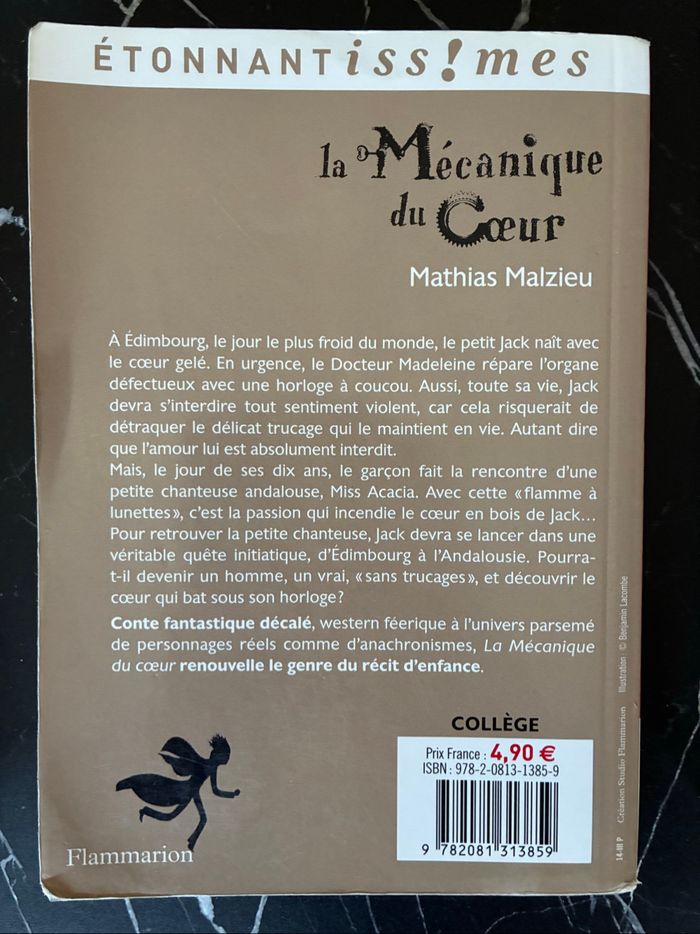 ÉTONNANTiss!mes
la Mécanique
du Cœur
Mathias Malzieu
À Édimbourg, le jour le plus froid du monde, le petit Jack naît avec
le cœur gelé. En urgence, le Docteur Madeleine répare l'organe
défectueux avec une horloge à coucou. Aussi, toute sa vie, Jack
devra s'interdire tout sentiment violent, car cela risquerait de
détraquer le délicat trucage qui le maintient en vie. Autant dire
que l'amour lui est absolument interdit.
Mais, le jour de ses dix ans, le garçon fait la rencontre d'une
petite chanteuse andalouse, Miss Acacia. Avec cette « flamme à
lunettes », c'est la passion qui incendie le cœur en bois de Jack…
Pour retrouver la petite chanteuse, Jack devra se lancer dans une
véritable quête initiatique, d'Édimbourg à l'Andalousie. Pourra-
t-il devenir un homme, un vrai, « sans trucages », et découvrir le
cœur qui bat sous son horloge ?
Conte fantastique décalé, western féerique à l'univers parsemé
de personnages réels comme d'anachronismes, La Mécanique
du cœur renouvelle le genre du récit d'enfance.
COLLÈGE
Prix France : 4,90 €
ISBN : 978-2-0813-1385-9
9 782081 313859
Flammarion
14-III P Création Studio Flammarion Illustration : © Benjamin Lacombe